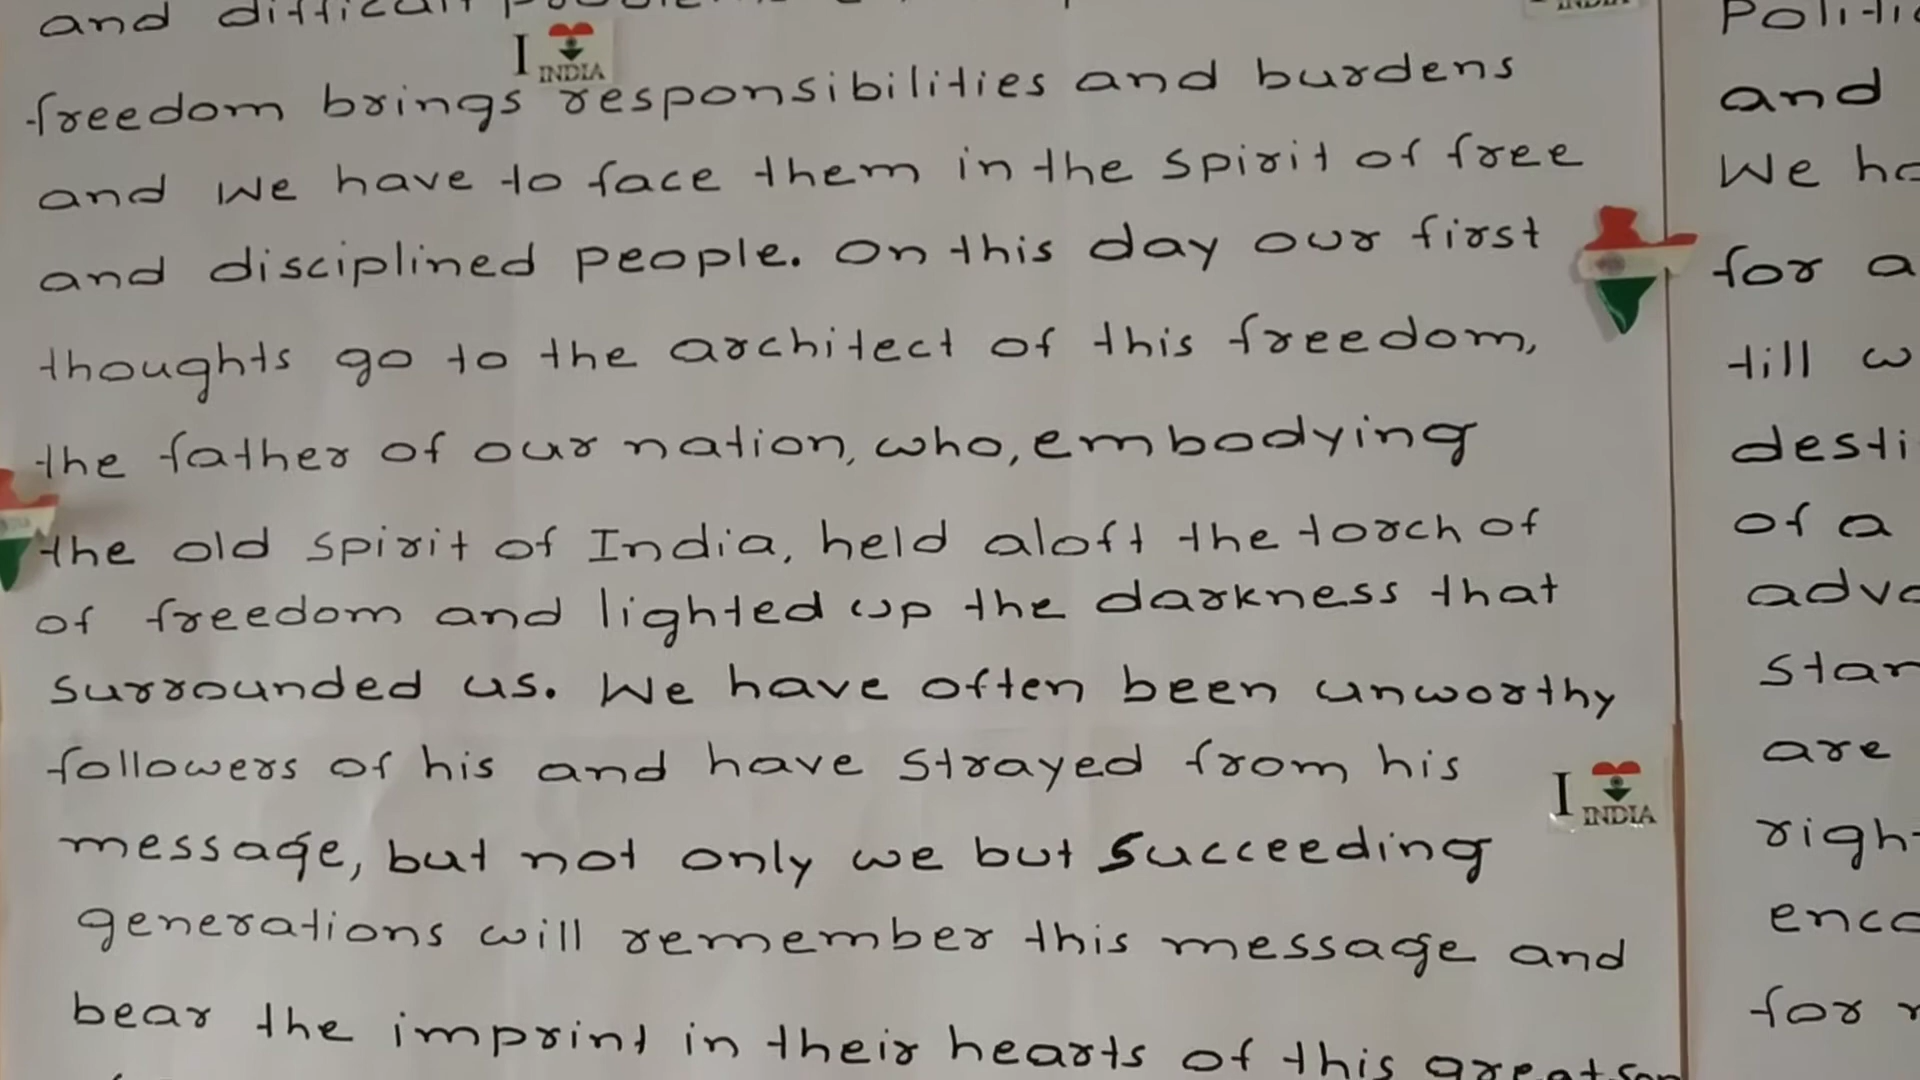 and difficult
freedom brings responsibilities and burdens
and we have to face them in the spirit of free
and disciplined people. On this day our first
thoughts go to the architect of this freedom,
the father of our nation, who, embodying
the old spirit of India, held aloft the torch of
of freedom and lighted up the darkness that
surrounded us. We have often been unworthy
followers of his and have strayed from his
message, but not only we but succeeding
generations will remember this message and
bear the imprint in their hearts of this great son
I INDIA
INDIA
I INDIA
and
We
for a
till
of a
are
for